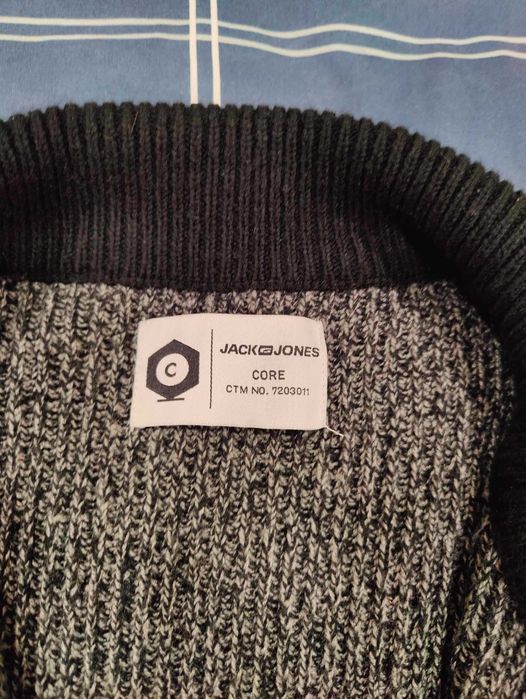 C
JACK & JONES
CORE
CTM NO. 7203011